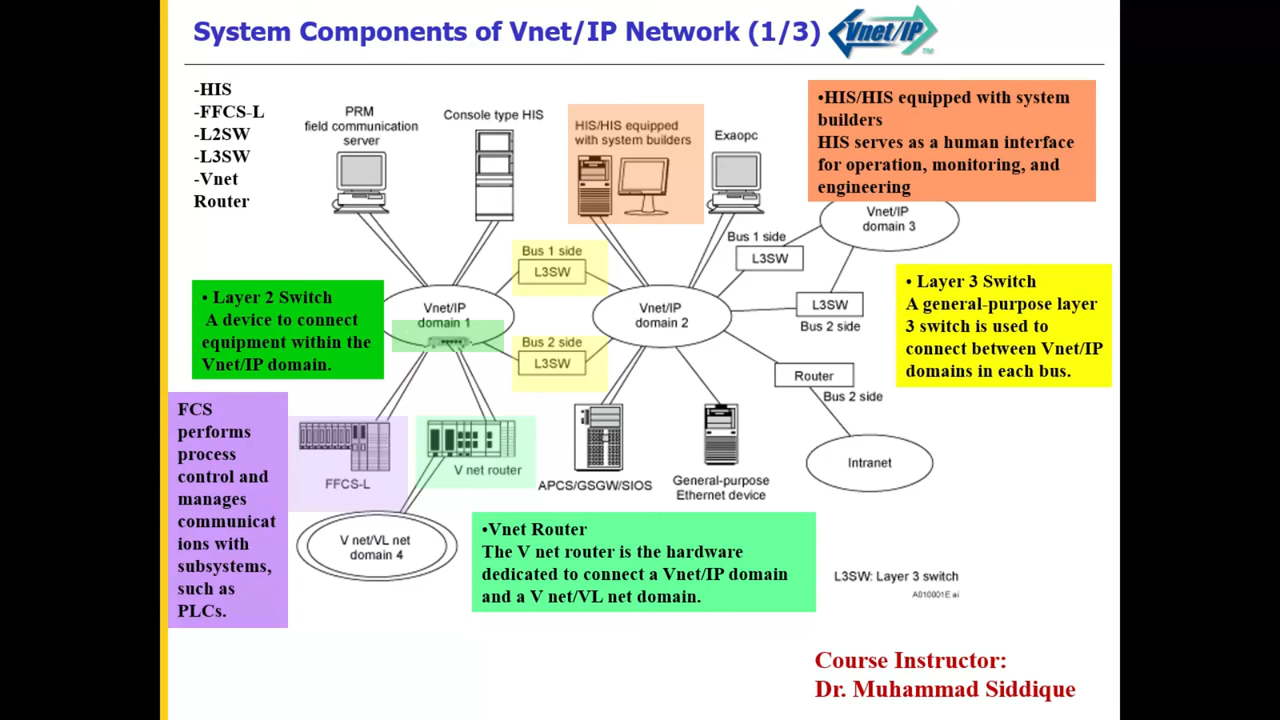 System Components of Vnet/IP Network (1/3)
Vnet/IP
TM
-HIS
-FFCS-L
-L2SW
-L3SW
-Vnet
Router
PRM
field communication
server
Console type HIS
HIS/HIS equipped
with system builders
Exaopc
•HIS/HIS equipped with system
builders
HIS serves as a human interface
for operation, monitoring, and
engineering
Vnet/IP
domain 3
Bus 1 side
L3SW
Bus 1 side
L3SW
• Layer 2 Switch
A device to connect
equipment within the
Vnet/IP domain.
Vnet/IP
domain 1
Vnet/IP
domain 2
L3SW
Bus 2 side
• Layer 3 Switch
A general-purpose layer
3 switch is used to
connect between Vnet/IP
domains in each bus.
Bus 2 side
L3SW
Router
Bus 2 side
FCS
performs
process
control and
manages
communicat
ions with
subsystems,
such as
PLCs.
FFCS-L
V net router
APCS/GSGW/SIOS
General-purpose
Ethernet device
Intranet
V net/VL net
domain 4
•Vnet Router
The V net router is the hardware
dedicated to connect a Vnet/IP domain
and a V net/VL net domain.
L3SW: Layer 3 switch
A010001E.ai
Course Instructor:
Dr. Muhammad Siddique